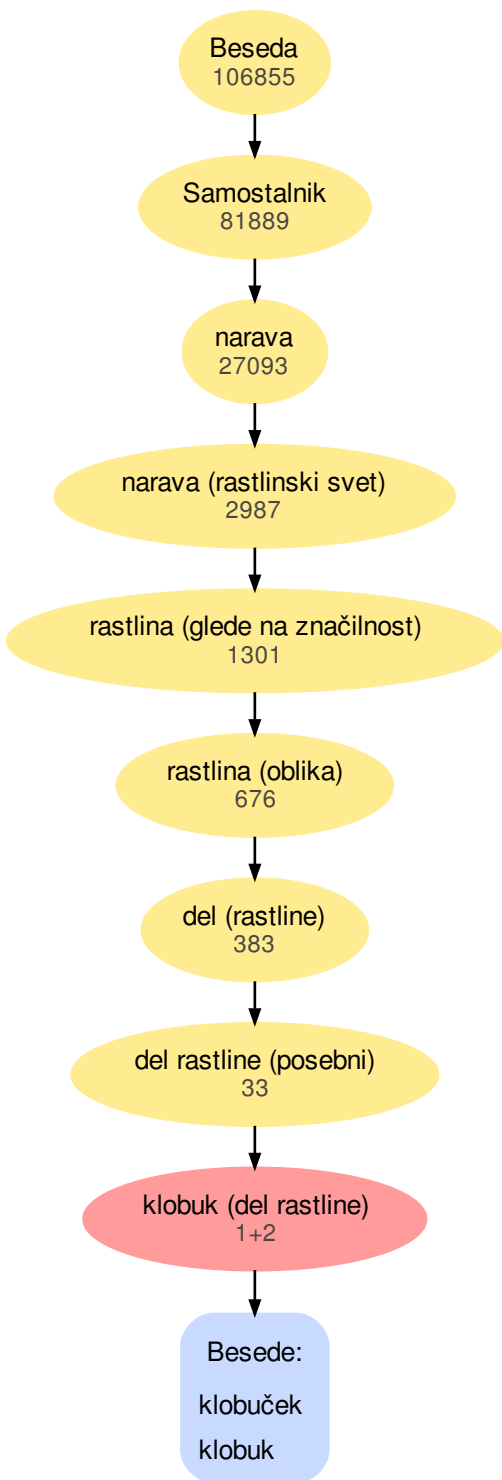 Beseda
106855
Samostalnik
81889
narava
27093
narava (rastlinski svet)
2987
rastlina (glede na značilnost)
1301
rastlina (oblika)
676
del (rastline)
383
del rastline (posebni)
33
klobuk (del rastline)
1+2
Besede:
klobuček
klobuk